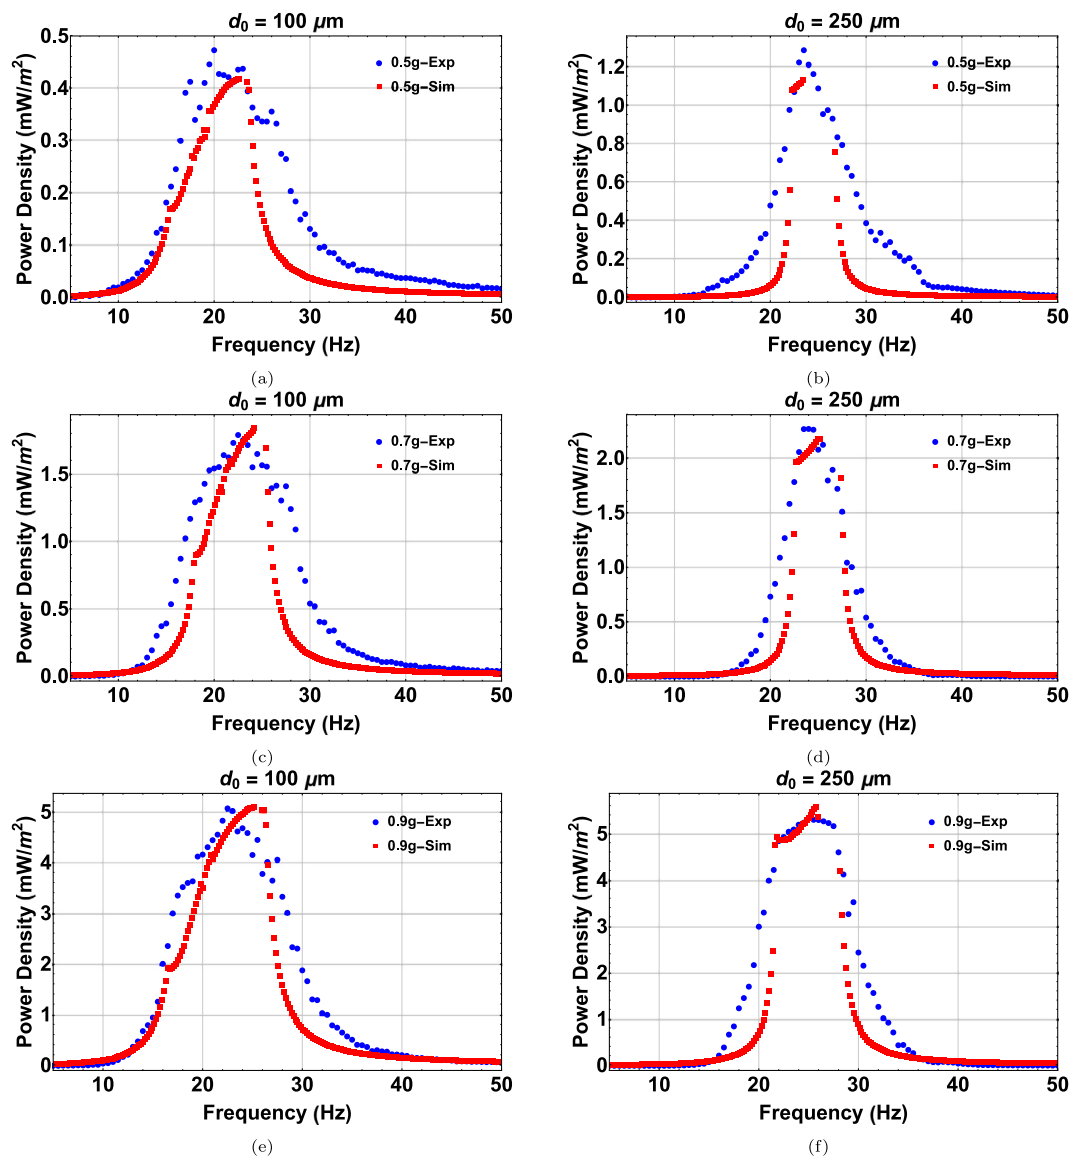 d₀ = 100 μm
Power Density (mW/m²)
0.5
0.4
0.3
0.2
0.1
0.0
0.5g-Exp
0.5g-Sim
10 20 30 40 50
Frequency (Hz)
(a)
d₀ = 250 μm
Power Density (mW/m²)
1.2
1.0
0.8
0.6
0.4
0.2
0.0
0.5g-Exp
0.5g-Sim
10 20 30 40 50
Frequency (Hz)
(b)
d₀ = 100 μm
Power Density (mW/m²)
1.5
1.0
0.5
0.0
0.7g-Exp
0.7g-Sim
10 20 30 40 50
Frequency (Hz)
(c)
d₀ = 250 μm
Power Density (mW/m²)
2.0
1.5
1.0
0.5
0.0
0.7g-Exp
0.7g-Sim
10 20 30 40 50
Frequency (Hz)
(d)
d₀ = 100 μm
Power Density (mW/m²)
5
4
3
2
1
0
0.9g-Exp
0.9g-Sim
10 20 30 40 50
Frequency (Hz)
(e)
d₀ = 250 μm
Power Density (mW/m²)
5
4
3
2
1
0
0.9g-Exp
0.9g-Sim
10 20 30 40 50
Frequency (Hz)
(f)